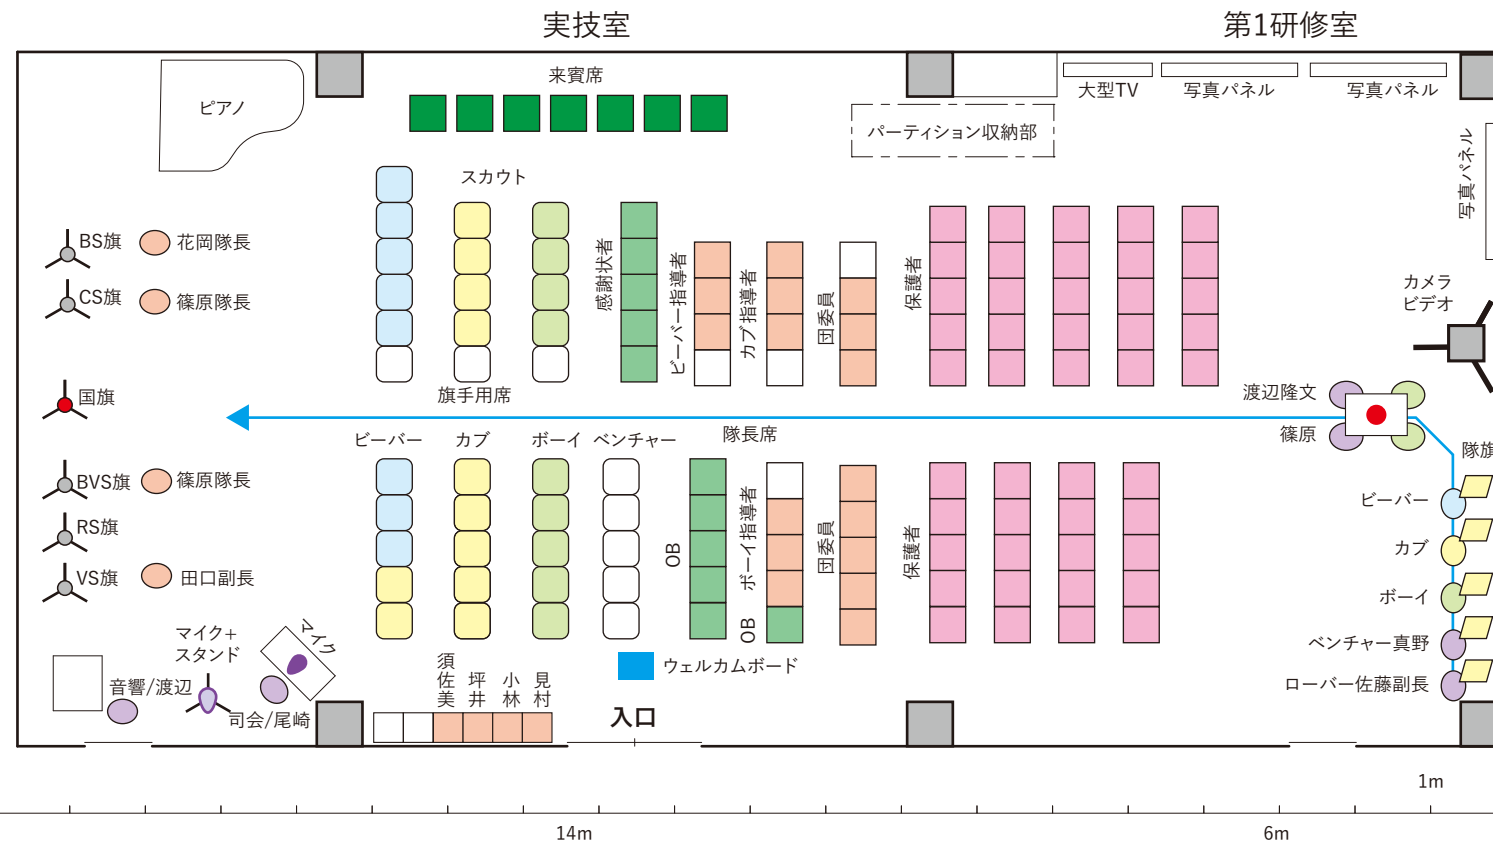 実技室
第1研修室
来賓席
ピアノ
大型TV
写真パネル
写真パネル
パーティション収納部
写真パネル
スカウト
BS旗
花岡隊長
CS旗
篠原隊長
感謝状者
ビーバー指導者
カブ指導者
団委員
保護者
カメラ
ビデオ
国旗
旗手用席
渡辺隆文
篠原
隊長席
ビーバー
カブ
ボーイ
ベンチャー
隊旗
BVS旗
篠原隊長
RS旗
VS旗
田口副長
OB
ボーイ指導者
OB
団委員
保護者
ビーバー
カブ
ボーイ
ベンチャー真野
ローバー佐藤副長
マイク+
スタンド
マイク
音響/渡辺
司会/尾崎
須佐美
坪井
小林
見村
ウェルカムボード
入口
1m
14m
6m